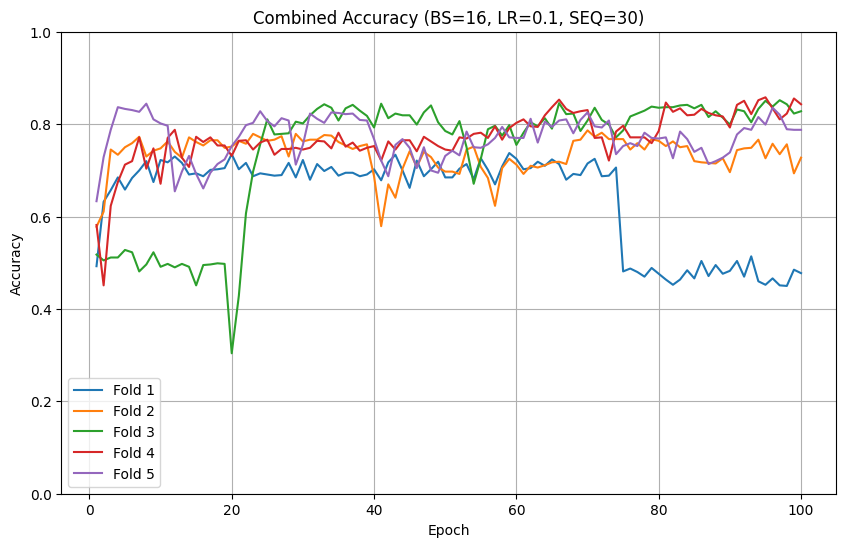 Combined Accuracy (BS=16, LR=0.1, SEQ=30)
1.0
0.8
0.6
0.4
0.2
0.0
Accuracy
Fold 1
Fold 2
Fold 3
Fold 4
Fold 5
0 20 40 60 80 100
Epoch